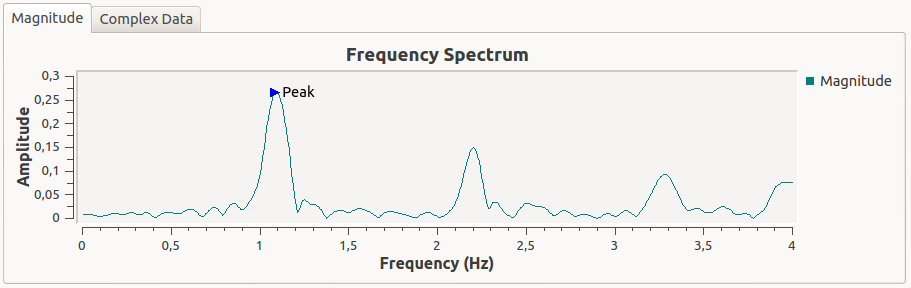 Magnitude
Complex Data
Frequency Spectrum
0,3
0,25
0,2
0,15
0,1
0,05
0
Amplitude
Peak
Magnitude
0
0,5
1
1,5
2
2,5
3
3,5
4
Frequency (Hz)